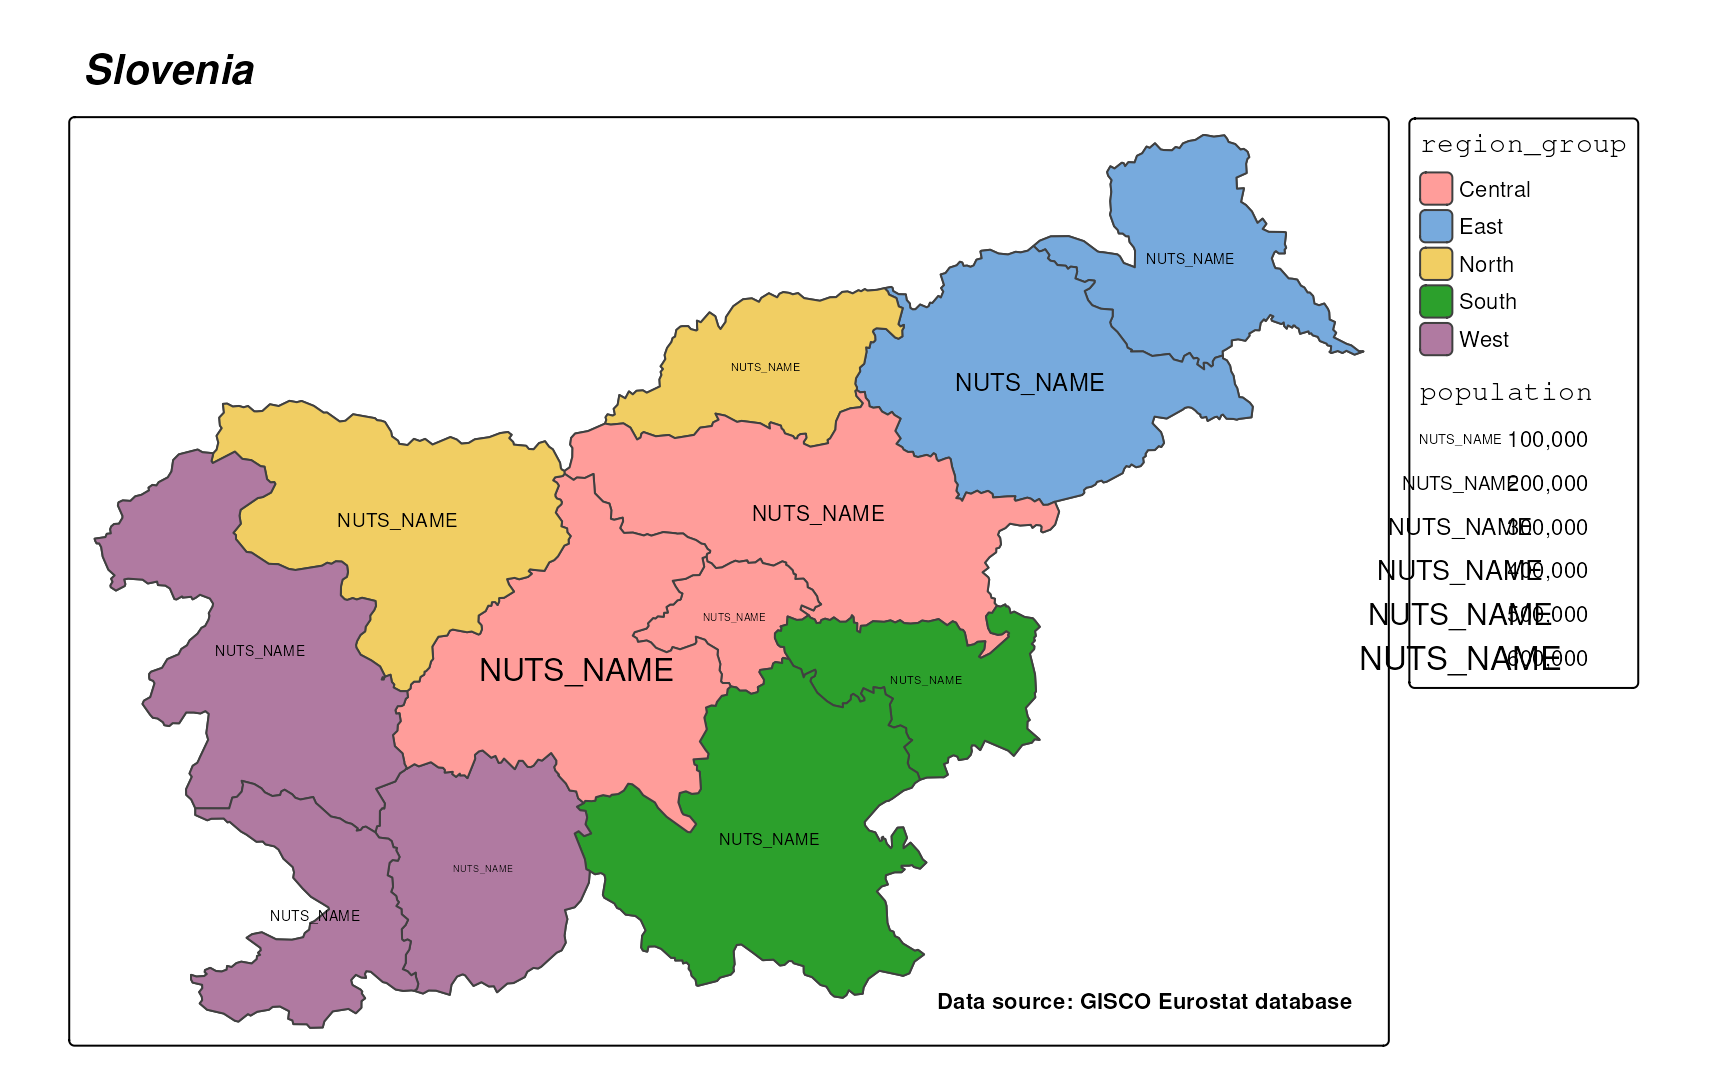 Slovenia
NUTS_NAME
NUTS_NAME
NUTS_NAME
NUTS_NAME
NUTS_NAME
NUTS_NAME
NUTS_NAME
NUTS_NAME
NUTS_NAME
NUTS_NAME
NUTS_NAME
NUTS_NAME
Data source: GISCO Eurostat database
region_group
Central
East
North
South
West
population
NUTS_NAME 100,000
NUTS_NAME 200,000
NUTS_NAME 300,000
NUTS_NAME 400,000
NUTS_NAME 500,000
NUTS_NAME 600,000